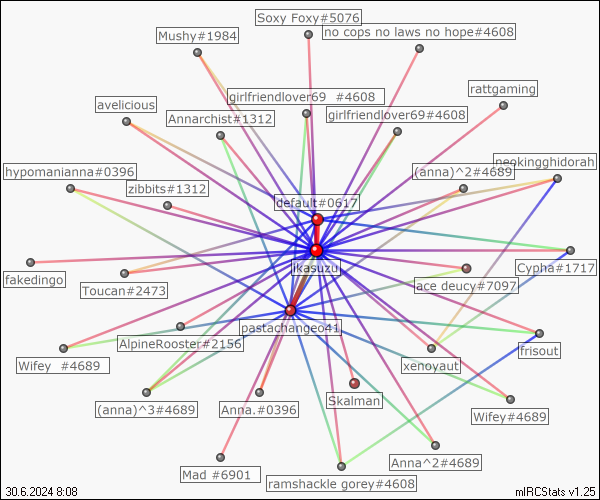 Soxy Foxy#5076
no cops no laws no hope#4608
Mushy#1984
rattgaming
girlfriendlover69 #4608
avelicious
Annarchist#1312
girlfriendlover69#4608
neokingghidorah
hypomanianna#0396
(anna)^2#4689
zibbits#1312
default#0617
ikasuzu
fakedingo
Cypha#1717
Toucan#2473
ace deucy#7097
pastachangeo41
AlpineRooster#2156
frisout
Wifey #4689
xenoyaut
Skalman
(anna)^3#4689
Anna.#0396
Wifey#4689
Anna^2#4689
Mad #6901
ramshackle gorey#4608
30.6.2024 8:08
mIRCStats v1.25